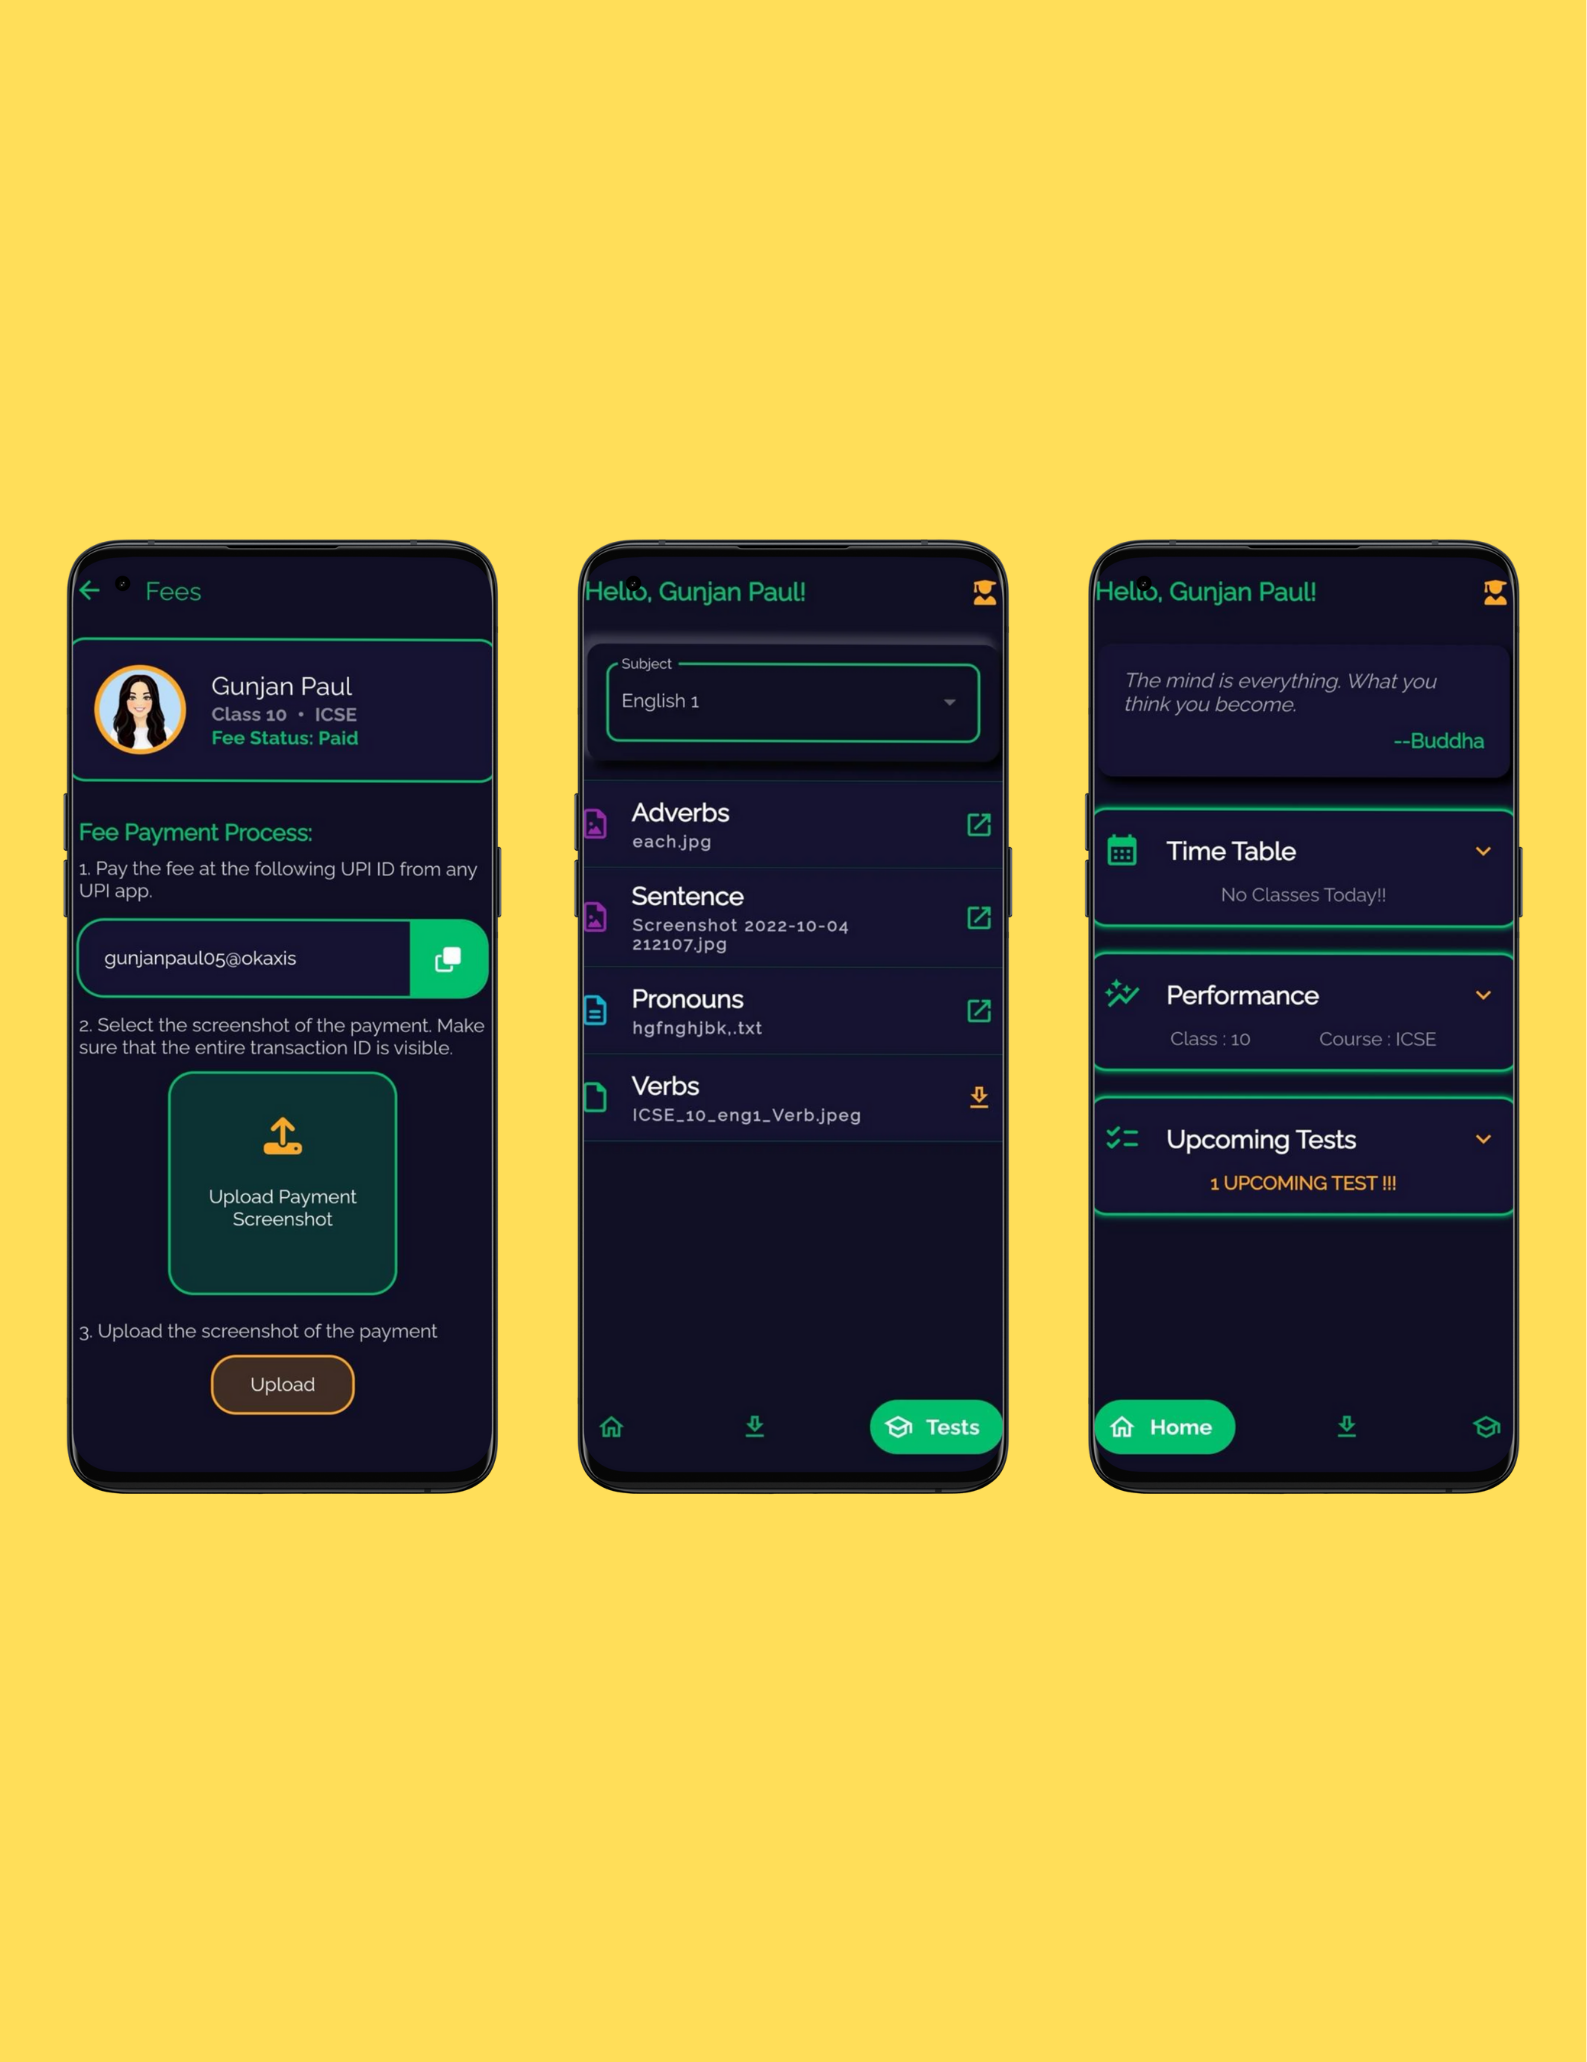 Fees
Gunjan Paul
Class 10 • ICSE
Fee Status: Paid
Fee Payment Process:
1. Pay the fee at the following UPI ID from any
UPI app.
gunjanpaul05@okaxis
2. Select the screenshot of the payment. Make
sure that the entire transaction ID is visible.
Upload Payment
Screenshot
3. Upload the screenshot of the payment
Upload
Hello, Gunjan Paul!
Subject
English 1
Adverbs
each.jpg
Sentence
Screenshot 2022-10-04
212107.jpg
Pronouns
hgfnghjbk,.txt
Verbs
ICSE_10_eng1_Verb.jpeg
Tests
Hello, Gunjan Paul!
The mind is everything. What you
think you become.
--Buddha
Time Table
No Classes Today!!
Performance
Class : 10 Course : ICSE
Upcoming Tests
1 UPCOMING TEST !!!
Home